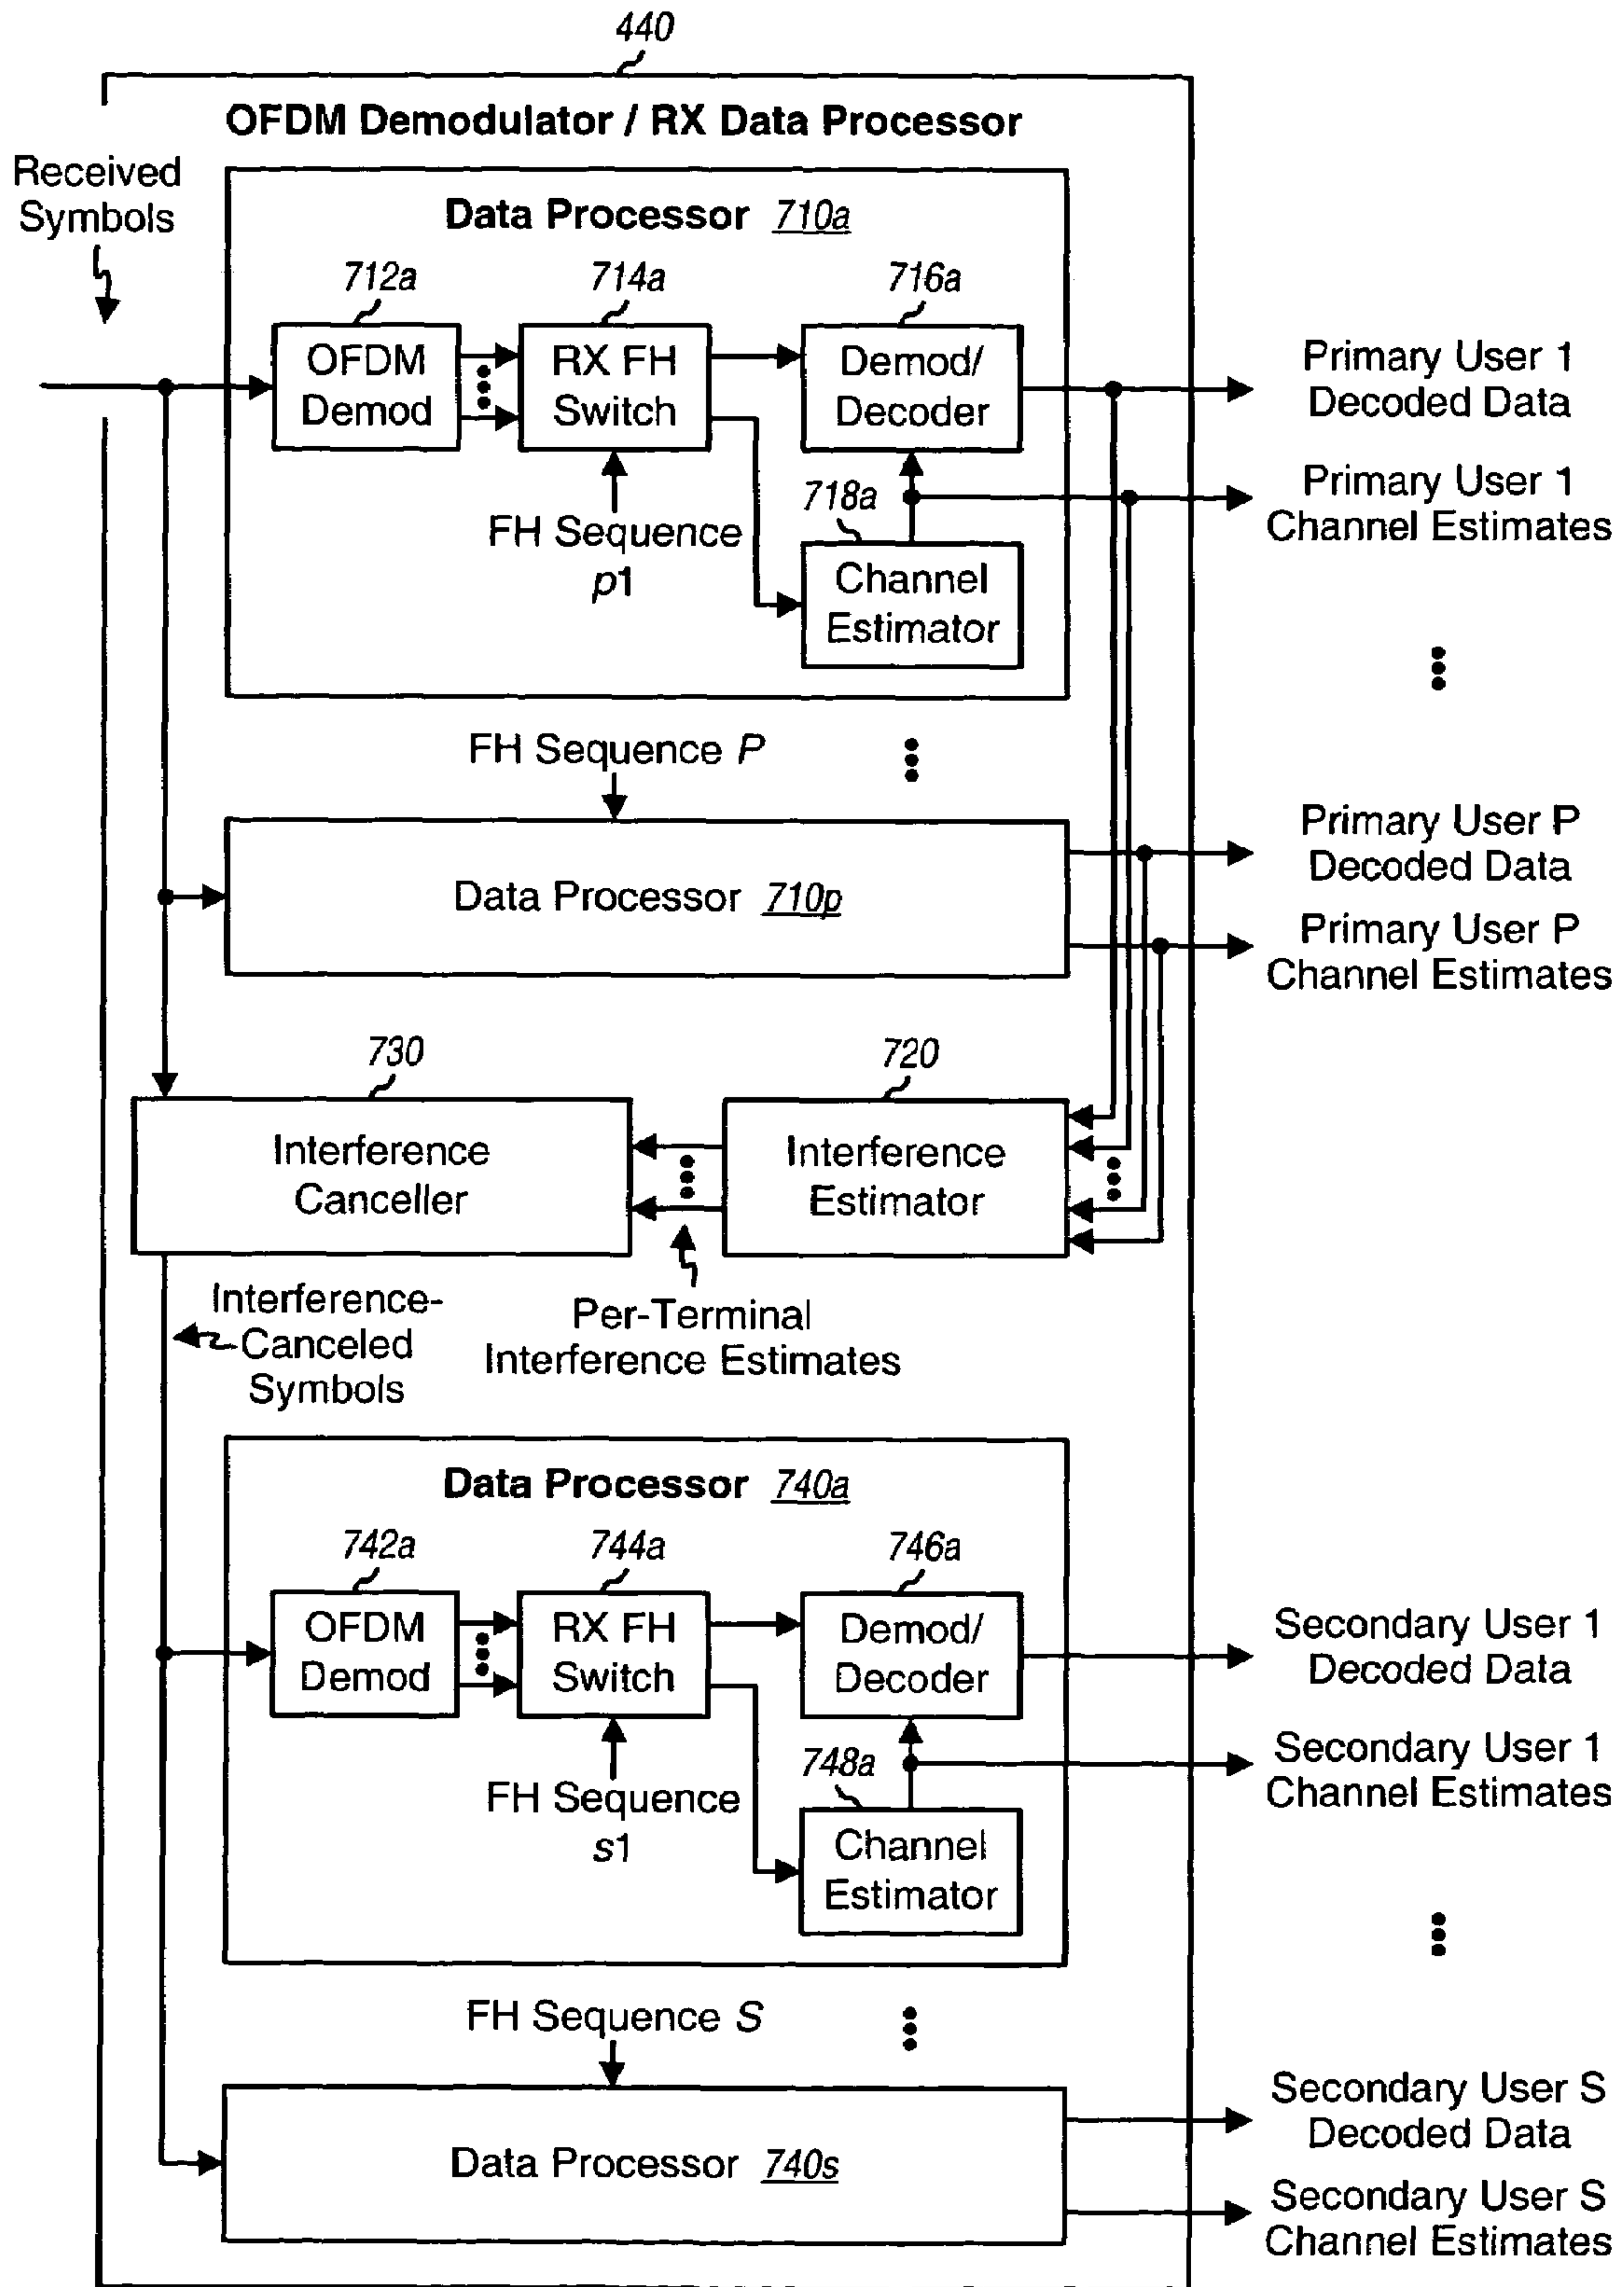 440
OFDM Demodulator / RX Data Processor
Received
Symbols
Data Processor 710a
712a
714a
716a
OFDM
Demod
RX FH
Switch
Demod/
Decoder
Primary User 1
Decoded Data
718a
Primary User 1
Channel Estimates
FH Sequence
p1
Channel
Estimator
FH Sequence P
Data Processor 710p
Primary User P
Decoded Data
Primary User P
Channel Estimates
730
720
Interference
Canceller
Interference
Estimator
Interference-
Canceled
Symbols
Per-Terminal
Interference Estimates
Data Processor 740a
742a
744a
746a
OFDM
Demod
RX FH
Switch
Demod/
Decoder
Secondary User 1
Decoded Data
748a
Secondary User 1
Channel Estimates
FH Sequence
s1
Channel
Estimator
FH Sequence S
Data Processor 740s
Secondary User S
Decoded Data
Secondary User S
Channel Estimates